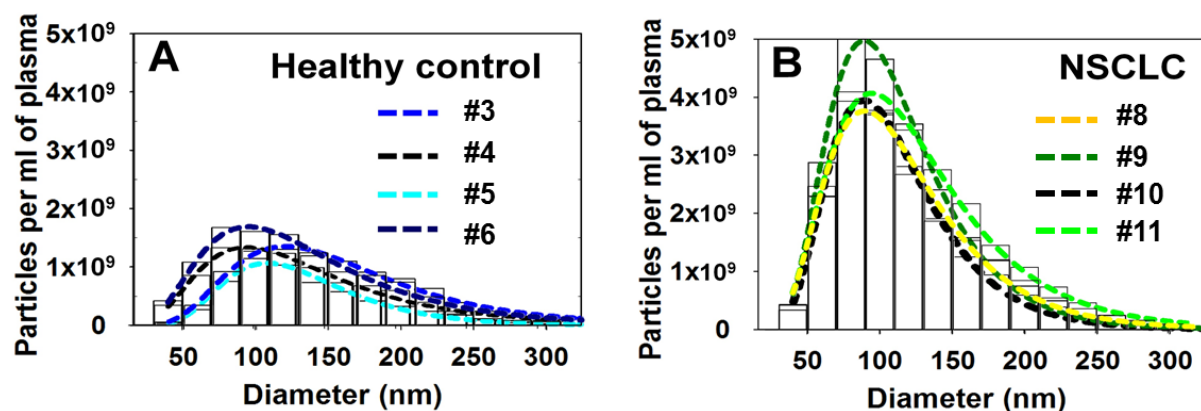 A
Healthy control
#3
#4
#5
#6
Particles per ml of plasma
5x10⁹
4x10⁹
3x10⁹
2x10⁹
1x10⁹
0
50 100 150 200 250 300
Diameter (nm)
B
NSCLC
#8
#9
#10
#11
Particles per ml of plasma
5x10⁹
4x10⁹
3x10⁹
2x10⁹
1x10⁹
0
50 100 150 200 250 300
Diameter (nm)